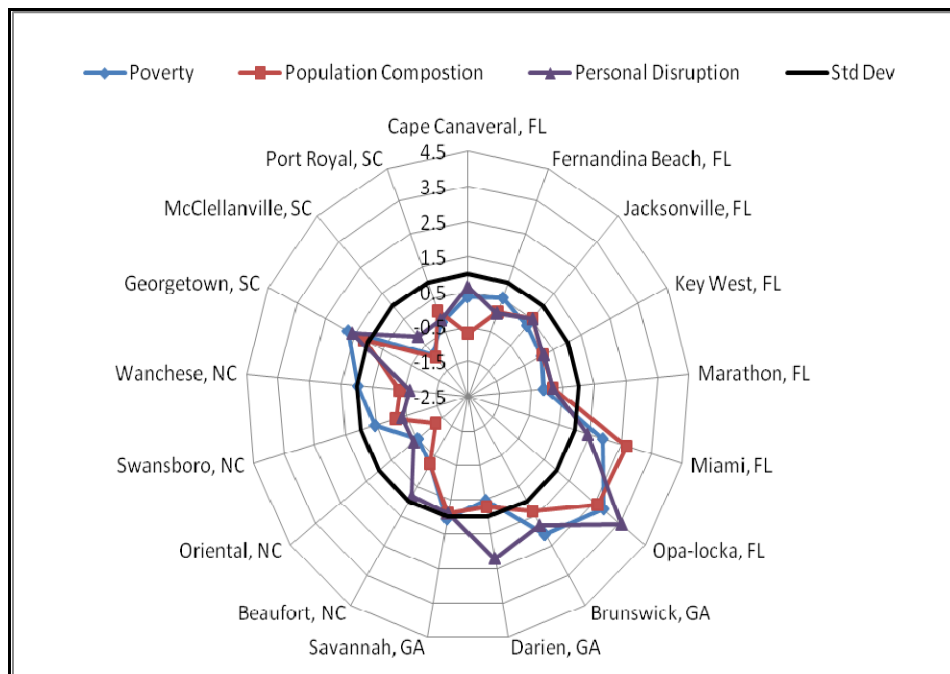 Poverty Population Compostion Personal Disruption Std Dev
Cape Canaveral, FL
Port Royal, SC Fernandina Beach, FL
McClellanville, SC Jacksonville, FL
Georgetown, SC Key West, FL
Wanchese, NC Marathon, FL
Swansboro, NC Miami, FL
Oriental, NC Opa-locka, FL
Beaufort, NC Brunswick, GA
Savannah, GA Darien, GA
4.5
3.5
2.5
1.5
0.5
-0.5
-1.5
-2.5